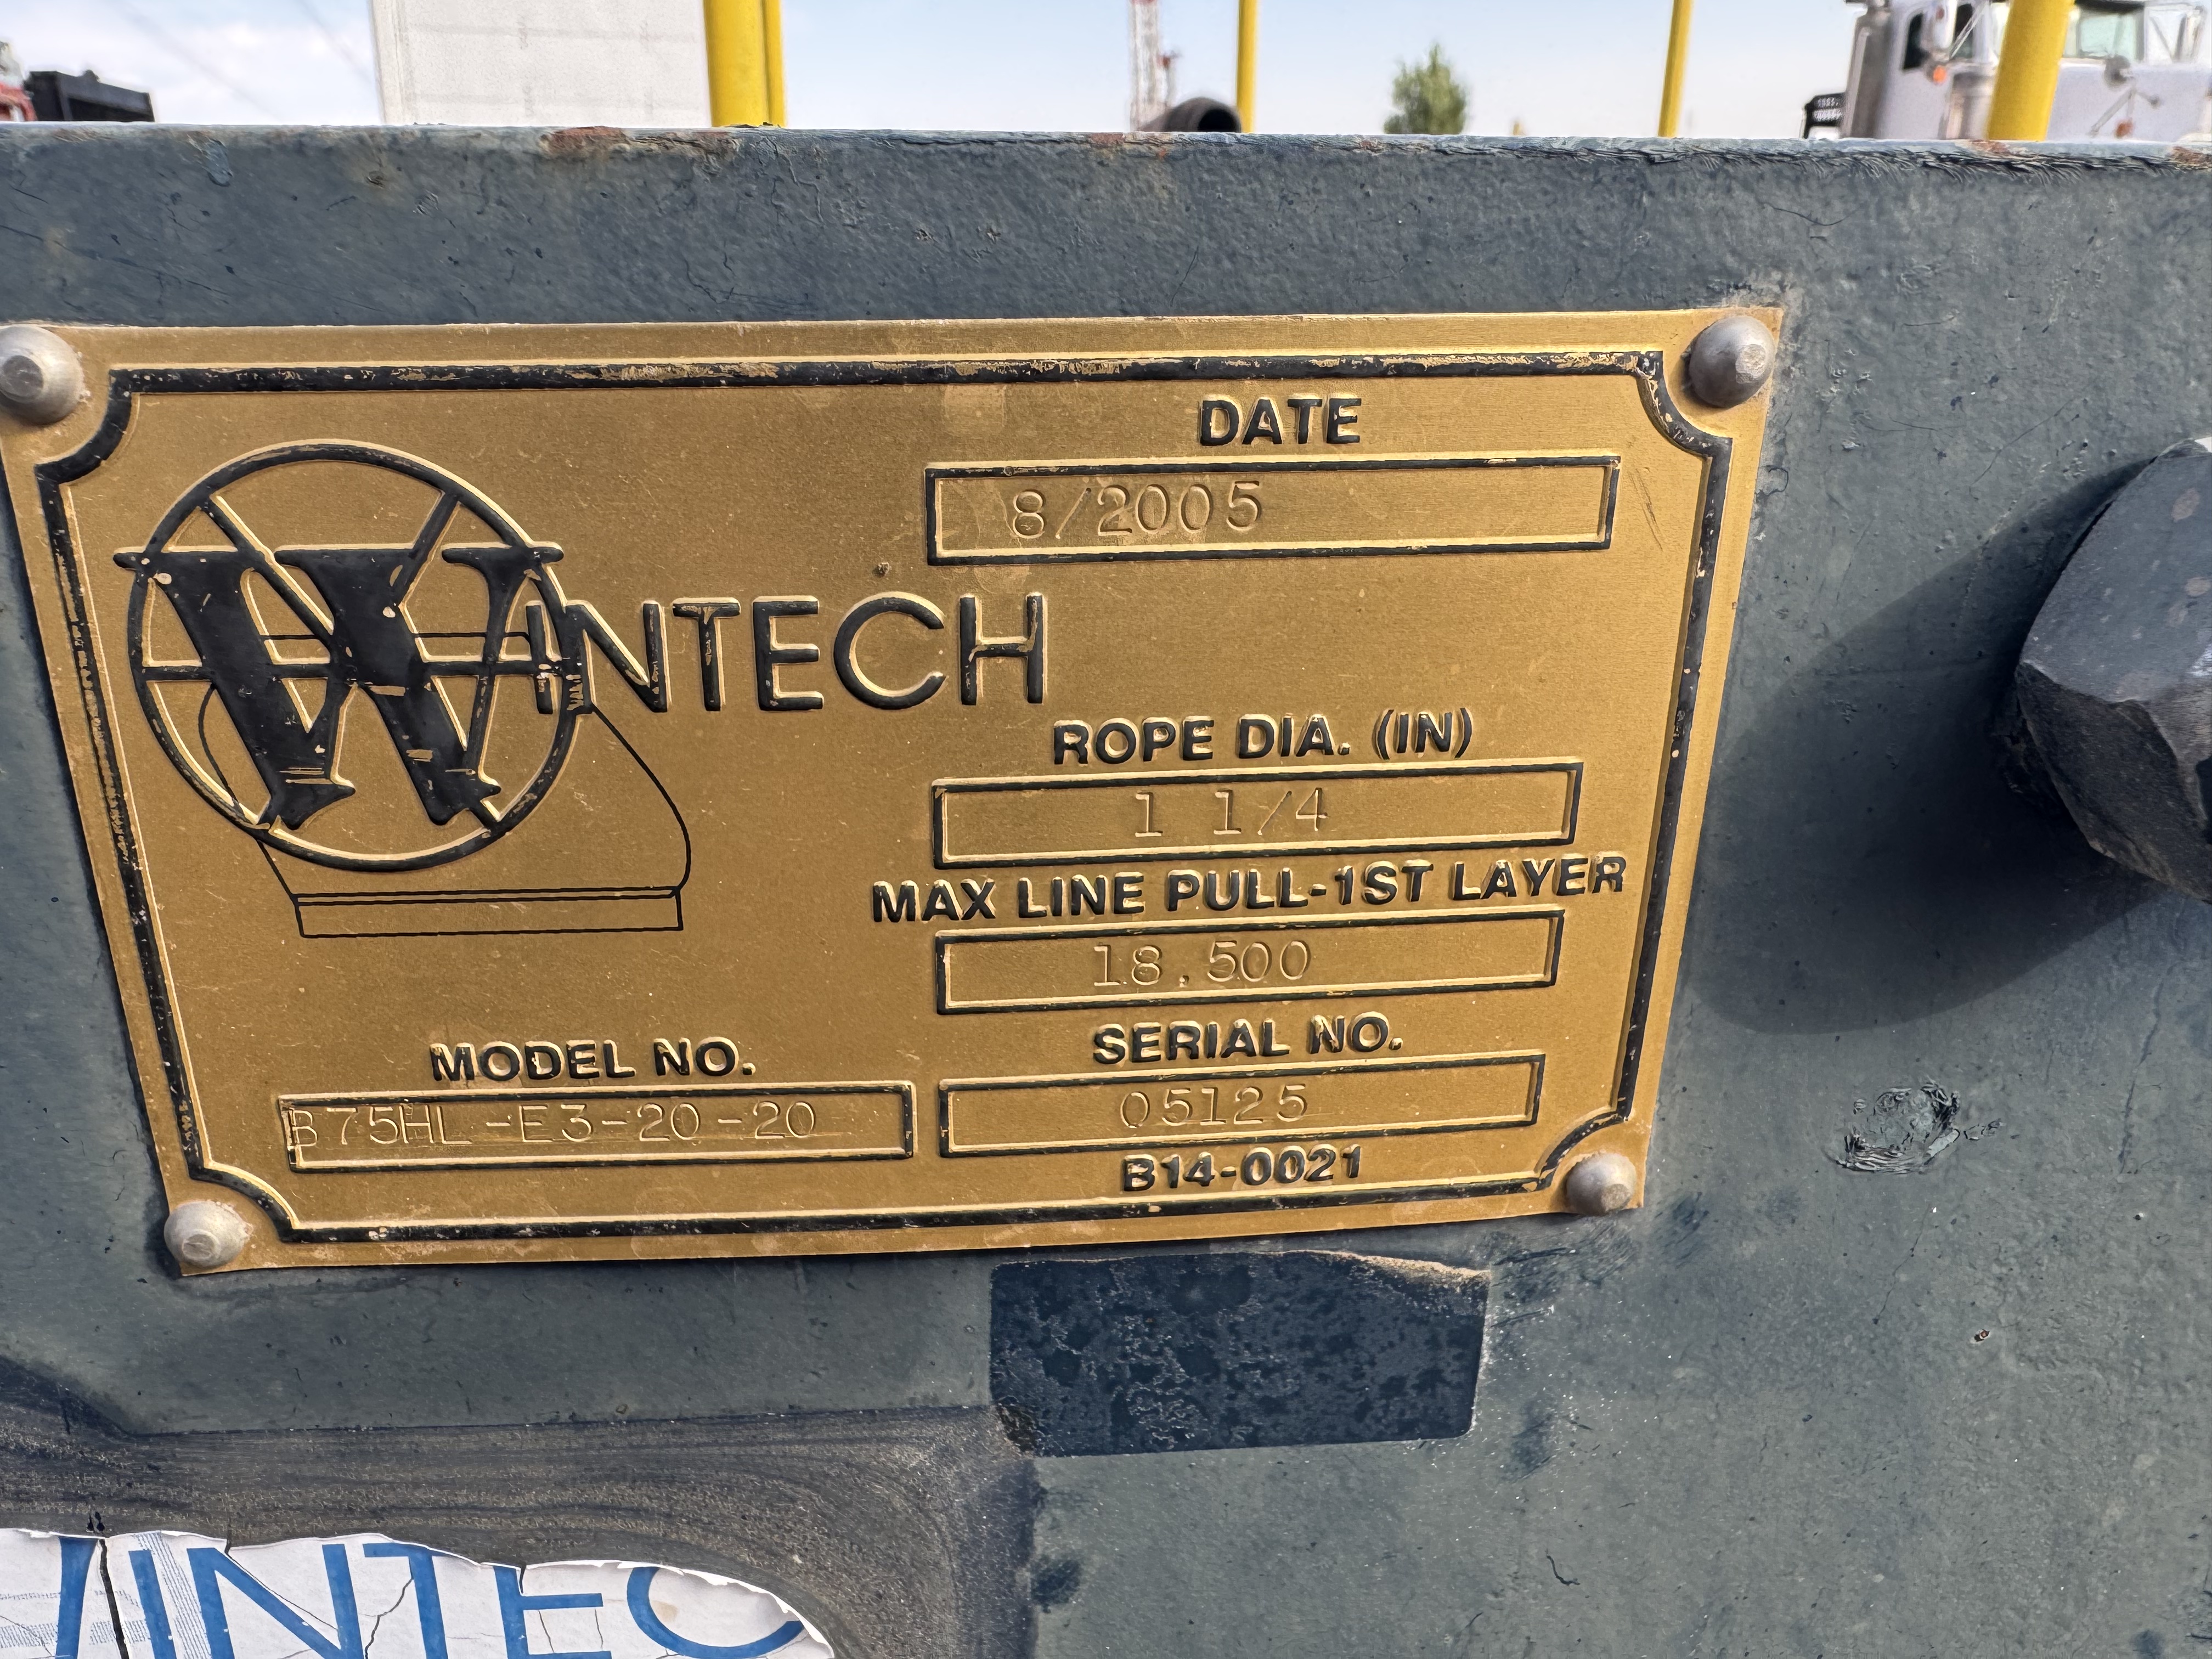 DATE
8/2005
WINTECH
ROPE DIA. (IN)
1 1/4
MAX LINE PULL-1ST LAYER
18,500
MODEL NO.
B75HL-E3-20-20
SERIAL NO.
05125
B14-0021
WINTEC